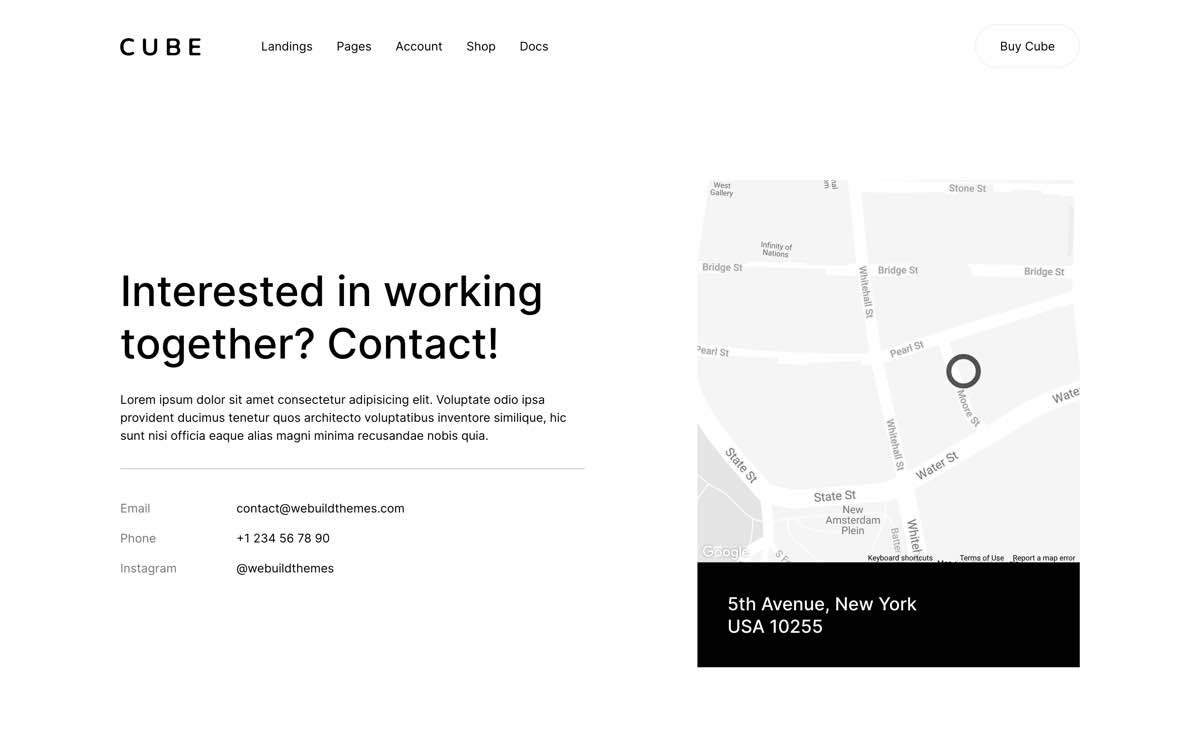 CUBE
Landings
Pages
Account
Shop
Docs
Buy Cube
Interested in working
together? Contact!
Lorem ipsum dolor sit amet consectetur adipisicing elit. Voluptate odio ipsa
provident ducimus tenetur quos architecto voluptatibus inventore similique, hic
sunt nisi officia eaque alias magni minima recusandae nobis quia.
Email contact@webuildthemes.com
Phone +1 234 56 78 90
Instagram @webuildthemes
West
Gallery
Stone St
Infinity of
Nations
Bridge St
Bridge St
Bridge St
Whitehall St
Pearl St
Pearl St
Moore St
Whitehall St
Water St
State St
State St
New
Amsterdam
Plein
Google
Keyboard shortcuts
Terms of Use
Report a map error
5th Avenue, New York
USA 10255